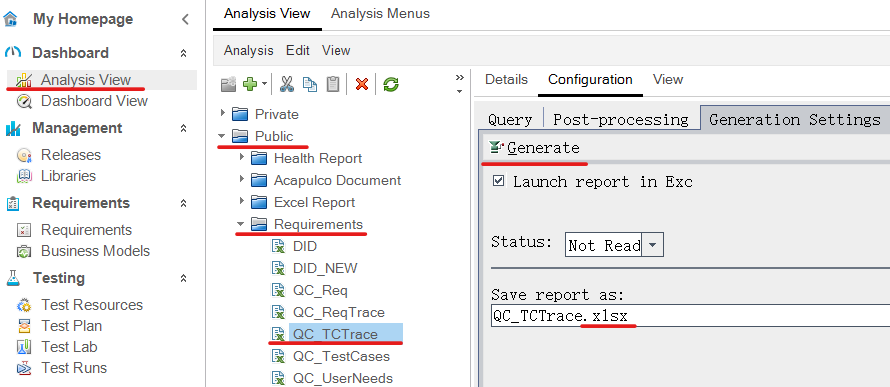 My Homepage
Dashboard
Analysis View
Dashboard View
Management
Releases
Libraries
Requirements
Requirements
Business Models
Testing
Test Resources
Test Plan
Test Lab
Test Runs
Analysis View Analysis Menus
Analysis Edit View
Private
Public
Health Report
Acapulco Document
Excel Report
Requirements
DID
DID_NEW
QC_Req
QC_ReqTrace
QC_TCTrace
QC_TestCases
QC_UserNeeds
Details Configuration View
Query Post-processing Generation Settings
Generate
Launch report in Exc
Status: Not Read
Save report as:
QC_TCTrace.xlsx